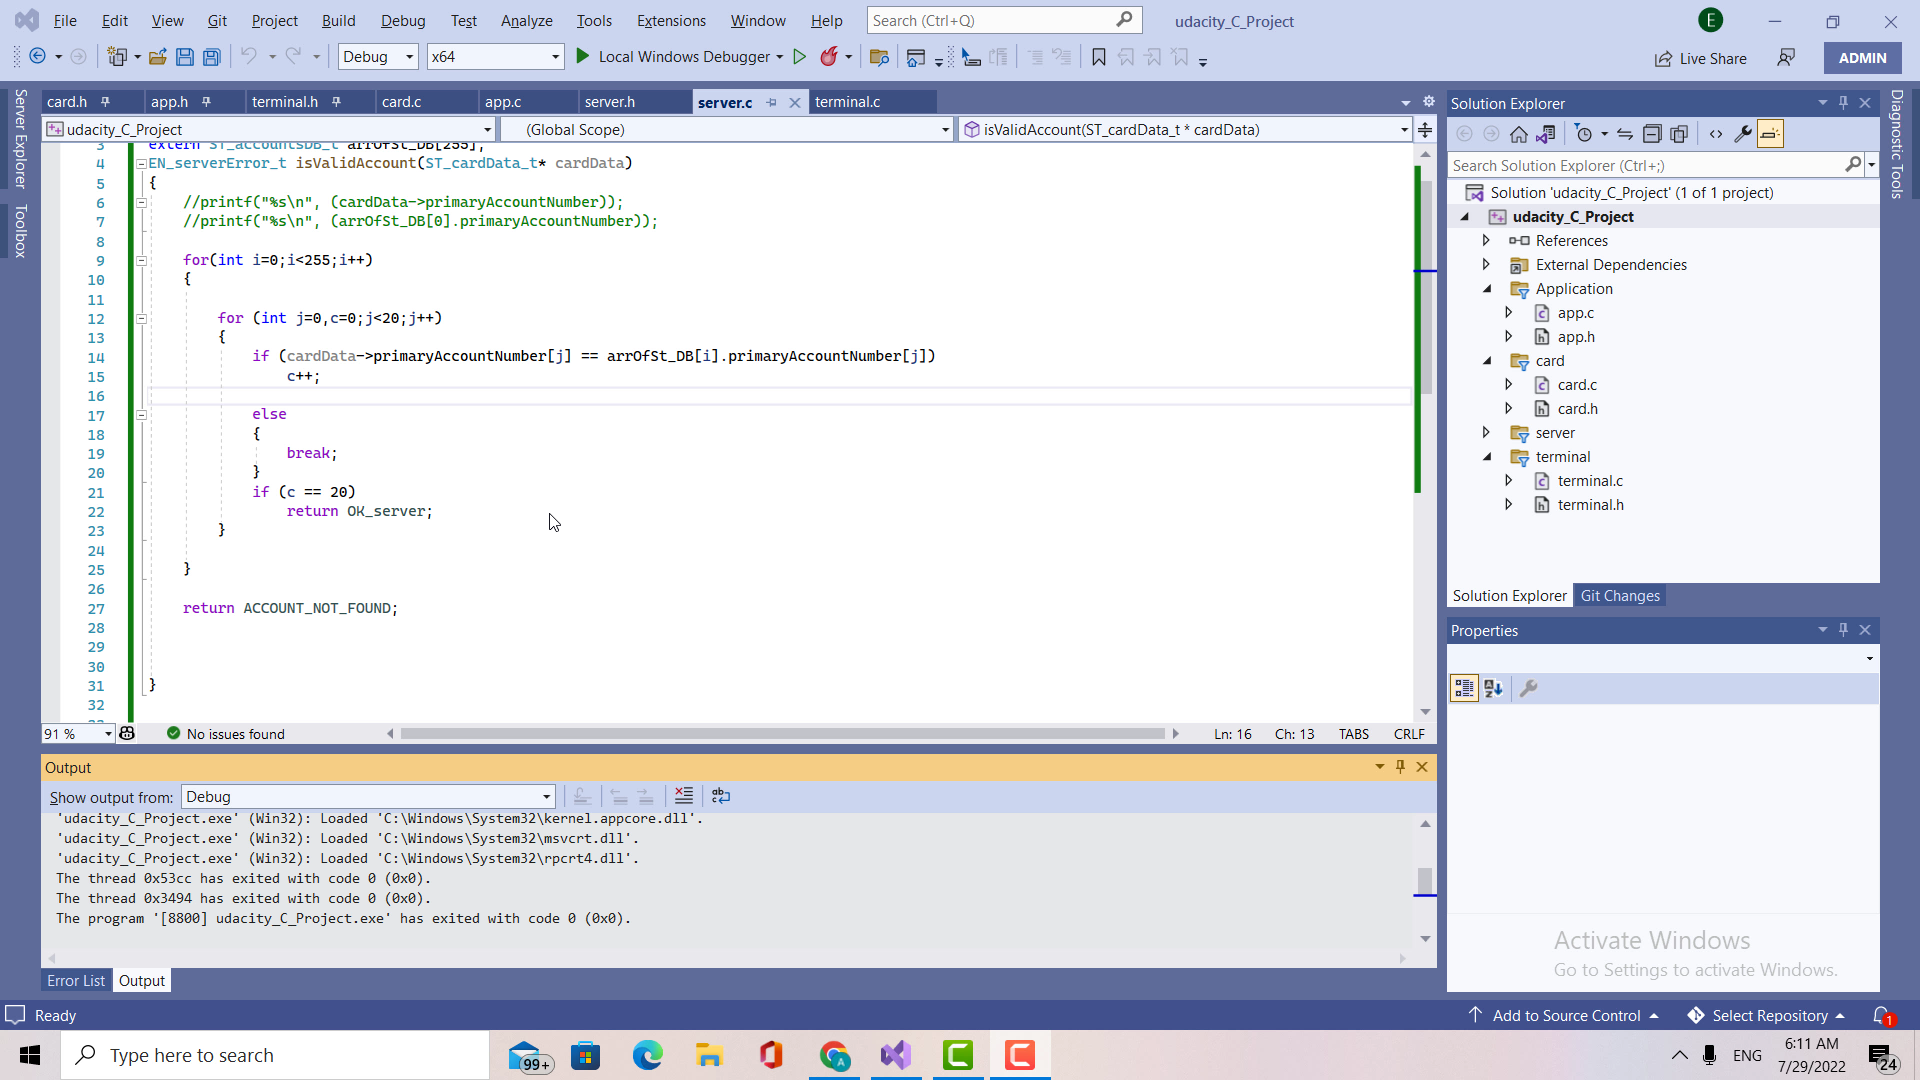 File Edit View Git Project Build Debug Test Analyze Tools Extensions Window Help Search (Ctrl+Q) udacity_C_Project E
Debug x64 Local Windows Debugger Live Share ADMIN
Server Explorer
Toolbox
card.h app.h terminal.h card.c app.c server.h server.c terminal.c
udacity_C_Project (Global Scope) isValidAccount(ST_cardData_t * cardData)
3 extern ST_accountsDB_t arrOfSt_DB[255];
4 EN_serverError_t isValidAccount(ST_cardData_t* cardData)
5 {
6 //printf("%s\n", (cardData->primaryAccountNumber));
7 //printf("%s\n", (arrOfSt_DB[0].primaryAccountNumber));
8
9 for(int i=0;i<255;i++)
10 {
11
12 for (int j=0,c=0;j<20;j++)
13 {
14 if (cardData->primaryAccountNumber[j] == arrOfSt_DB[i].primaryAccountNumber[j])
15 c++;
16
17 else
18 {
19 break;
20 }
21 if (c == 20)
22 return OK_server;
23 }
24
25 }
26
27 return ACCOUNT_NOT_FOUND;
28
29
30
31 }
32
91 % No issues found Ln: 16 Ch: 13 TABS CRLF
Output
Show output from: Debug
'udacity_C_Project.exe' (Win32): Loaded 'C:\Windows\System32\kernel.appcore.dll'.
'udacity_C_Project.exe' (Win32): Loaded 'C:\Windows\System32\msvcrt.dll'.
'udacity_C_Project.exe' (Win32): Loaded 'C:\Windows\System32\rpcrt4.dll'.
The thread 0x53cc has exited with code 0 (0x0).
The thread 0x3494 has exited with code 0 (0x0).
The program '[8800] udacity_C_Project.exe' has exited with code 0 (0x0).
Error List Output
Solution Explorer
Search Solution Explorer (Ctrl+;)
Solution 'udacity_C_Project' (1 of 1 project)
udacity_C_Project
References
External Dependencies
Application
app.c
app.h
card
card.c
card.h
server
terminal
terminal.c
terminal.h
Solution Explorer Git Changes
Properties
Diagnostic Tools
Activate Windows
Go to Settings to activate Windows.
Ready Add to Source Control Select Repository 1
Type here to search 99+ A ENG 6:11 AM
7/29/2022 24